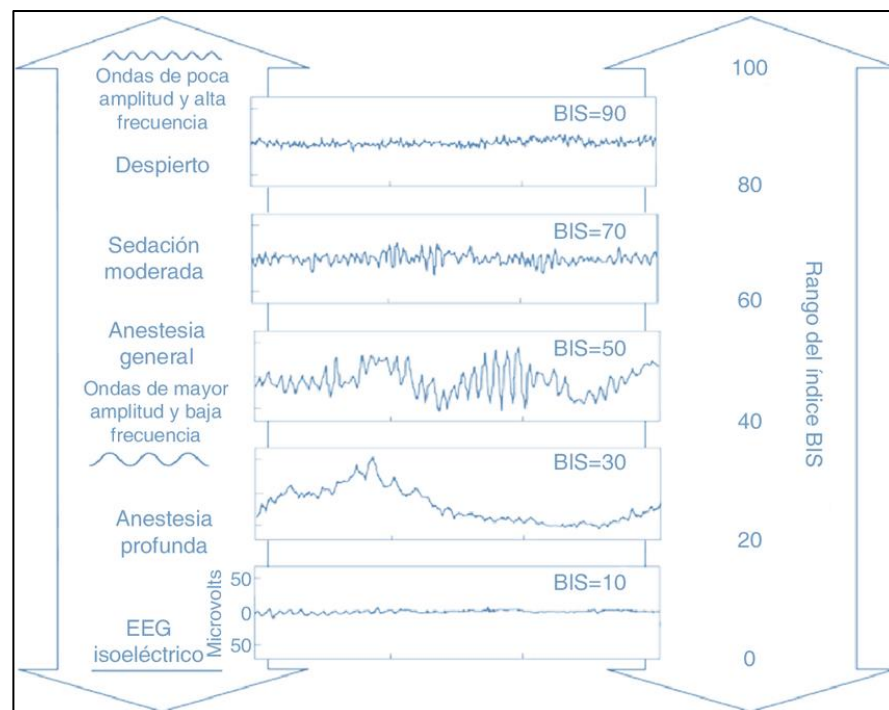 Ondas de poca
amplitud y alta
frecuencia
Despierto
Sedación
moderada
Anestesia
general
Ondas de mayor
amplitud y baja
frecuencia
Anestesia
profunda
EEG
isoeléctrico
BIS=90
BIS=70
BIS=50
BIS=30
BIS=10
Microvolts
50
0
50
100
80
60
40
20
0
Rango del índice BIS